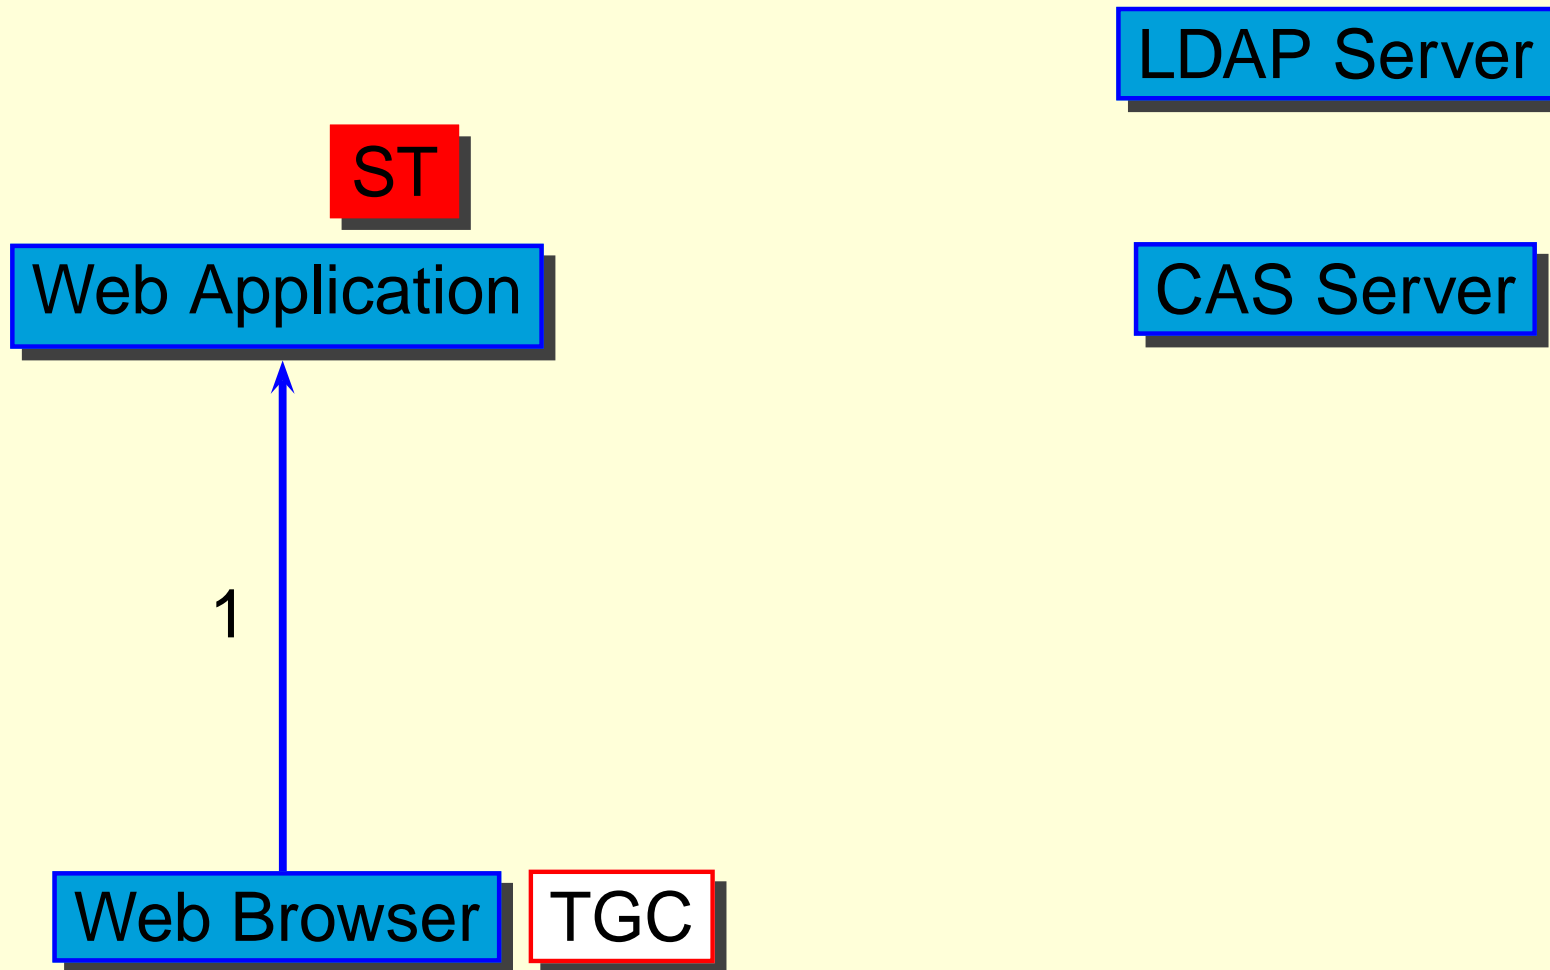 LDAP Server
ST
Web Application
CAS Server
1
Web Browser
TGC